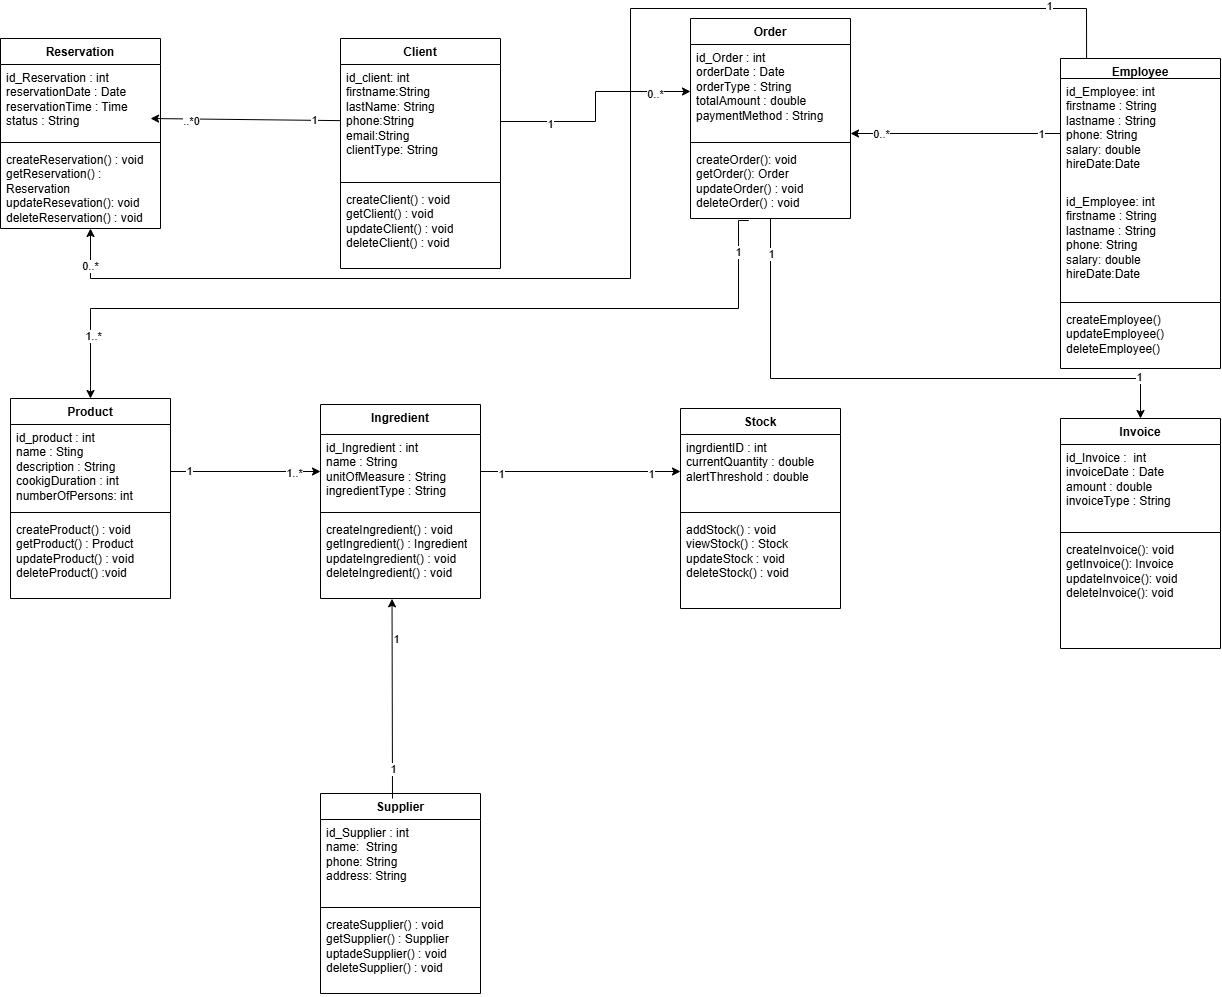 Reservation
id_Reservation : int
reservationDate : Date
reservationTime : Time
status : String
createReservation() : void
getReservation() :
Reservation
updateResevation(): void
deleteReservation() : void
Client
id_client: int
firstname:String
lastName: String
phone:String
email:String
clientType: String
createClient() : void
getClient() : void
updateClient() : void
deleteClient() : void
Order
id_Order : int
orderDate : Date
orderType : String
totalAmount : double
paymentMethod : String
createOrder(): void
getOrder(): Order
updateOrder() : void
deleteOrder() : void
Employee
id_Employee: int
firstname : String
lastname : String
phone: String
salary: double
hireDate:Date
id_Employee: int
firstname : String
lastname : String
phone: String
salary: double
hireDate:Date
createEmployee()
updateEmployee()
deleteEmployee()
1
..*0
1
1
0..*
0..*
1
0..*
1
1
1..*
1
Product
id_product : int
name : Sting
description : String
cookigDuration : int
numberOfPersons: int
createProduct() : void
getProduct() : Product
updateProduct() : void
deleteProduct() :void
1
1..*
Ingredient
id_Ingredient : int
name : String
unitOfMeasure : String
ingredientType : String
createIngredient() : void
getIngredient() : Ingredient
updateIngredient() : void
deleteIngredient() : void
1
1
Stock
ingrdientID : int
currentQuantity : double
alertThreshold : double
addStock() : void
viewStock() : Stock
updateStock : void
deleteStock() : void
Invoice
id_Invoice : int
invoiceDate : Date
amount : double
invoiceType : String
createInvoice(): void
getInvoice(): Invoice
updateInvoice(): void
deleteInvoice(): void
1
1
Supplier
id_Supplier : int
name: String
phone: String
address: String
createSupplier() : void
getSupplier() : Supplier
uptadeSupplier() : void
deleteSupplier() : void